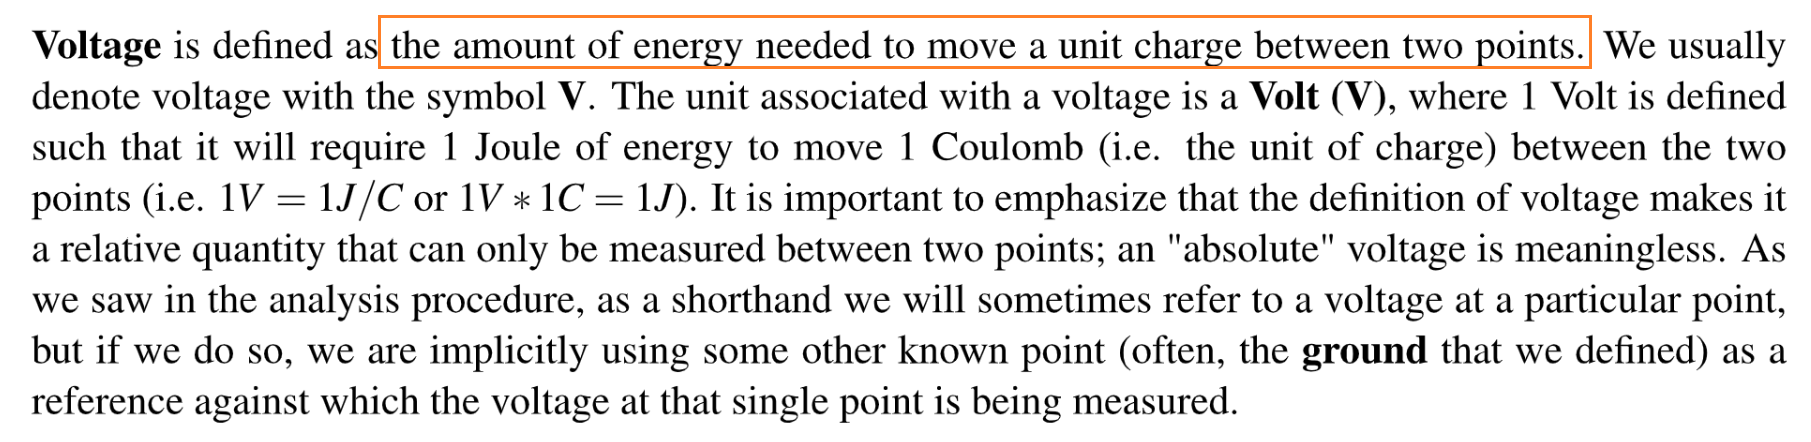 Voltage is defined as the amount of energy needed to move a unit charge between two points. We usually
denote voltage with the symbol V. The unit associated with a voltage is a Volt (V), where 1 Volt is defined
such that it will require 1 Joule of energy to move 1 Coulomb (i.e. the unit of charge) between the two
points (i.e. 1V = 1J/C or 1V ∗ 1C = 1J). It is important to emphasize that the definition of voltage makes it
a relative quantity that can only be measured between two points; an "absolute" voltage is meaningless. As
we saw in the analysis procedure, as a shorthand we will sometimes refer to a voltage at a particular point,
but if we do so, we are implicitly using some other known point (often, the ground that we defined) as a
reference against which the voltage at that single point is being measured.